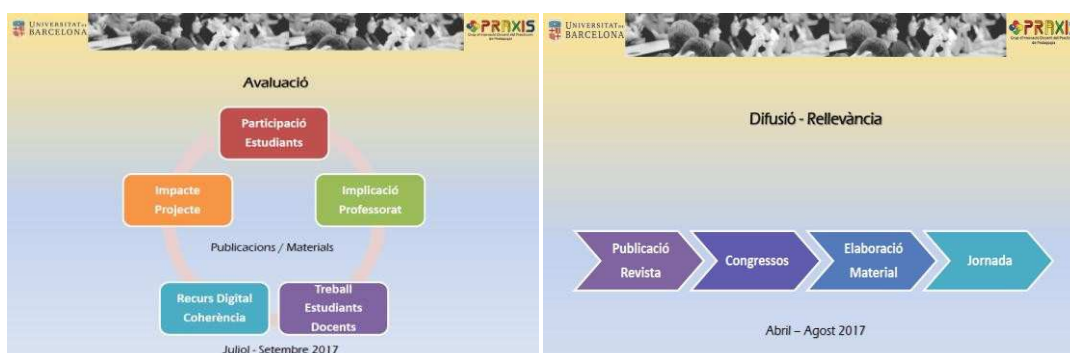 UNIVERSITAT DE
BARCELONA
PRAXIS
Avaluació
Participació
Estudiants
Impacte
Projecte
Implicació
Professorat
Publicacions / Materials
Recurs Digital
Coherència
Treball
Estudiants
Docents
Juliol - Setembre 2017
UNIVERSITAT DE
BARCELONA
PRAXI
Difusió - Rellevància
Publicació
Revista
Congressos
Elaboració
Material
Jornada
Abril – Agost 2017